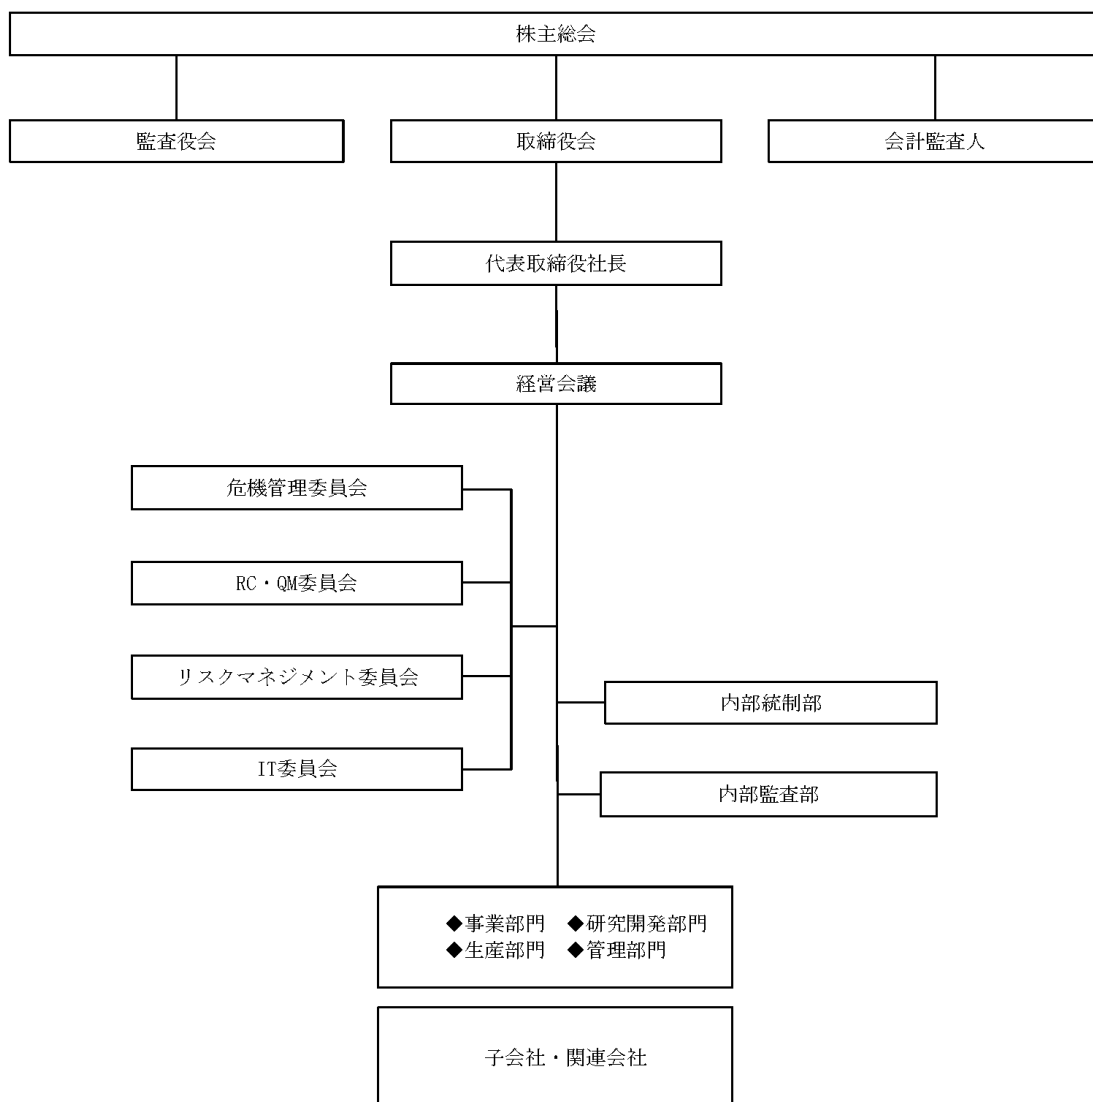 株主総会
監査役会
取締役会
会計監査人
代表取締役社長
経営会議
危機管理委員会
RC・QM委員会
リスクマネジメント委員会
内部統制部
IT委員会
内部監査部
◆事業部門 ◆研究開発部門
◆生産部門 ◆管理部門
子会社・関連会社